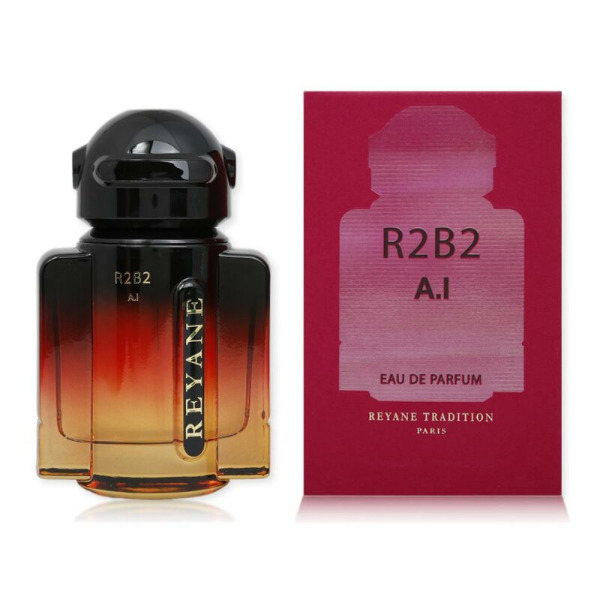 R2B2
A.I
REYANE
R2B2
A.I
EAU DE PARFUM
REYANE TRADITION
PARIS